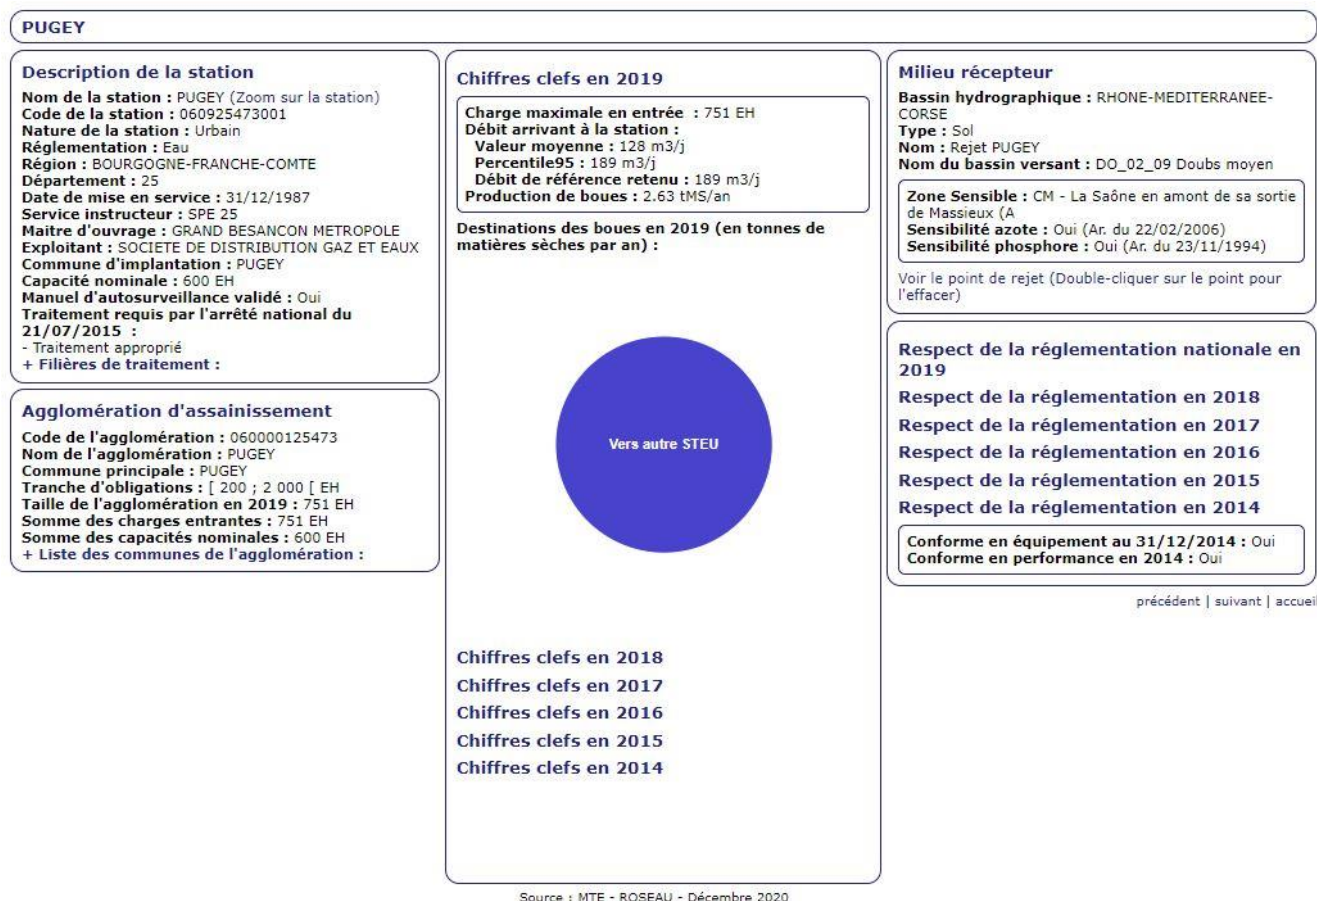 PUGEY
Description de la station
Nom de la station : PUGEY (Zoom sur la station)
Code de la station : 060925473001
Nature de la station : Urbain
Réglementation : Eau
Région : BOURGOGNE-FRANCHE-COMTE
Département : 25
Date de mise en service : 31/12/1987
Service instructeur : SPE 25
Maitre d'ouvrage : GRAND BESANCON METROPOLE
Exploitant : SOCIETE DE DISTRIBUTION GAZ ET EAUX
Commune d'implantation : PUGEY
Capacité nominale : 600 EH
Manuel d'autosurveillance validé : Oui
Traitement requis par l'arrêté national du
21/07/2015 :
- Traitement approprié
+ Filières de traitement :
Agglomération d'assainissement
Code de l'agglomération : 060000125473
Nom de l'agglomération : PUGEY
Commune principale : PUGEY
Tranche d'obligations : [ 200 ; 2 000 [ EH
Taille de l'agglomération en 2019 : 751 EH
Somme des charges entrantes : 751 EH
Somme des capacités nominales : 600 EH
+ Liste des communes de l'agglomération :
Chiffres clefs en 2019
Charge maximale en entrée : 751 EH
Débit arrivant à la station :
Valeur moyenne : 128 m3/j
Percentile95 : 189 m3/j
Débit de référence retenu : 189 m3/j
Production de boues : 2.63 tMS/an
Destinations des boues en 2019 (en tonnes de
matières sèches par an) :
Vers autre STEU
Chiffres clefs en 2018
Chiffres clefs en 2017
Chiffres clefs en 2016
Chiffres clefs en 2015
Chiffres clefs en 2014
Milieu récepteur
Bassin hydrographique : RHONE-MEDITERRANEE-
CORSE
Type : Sol
Nom : Rejet PUGEY
Nom du bassin versant : DO_02_09 Doubs moyen
Zone Sensible : CM - La Saône en amont de sa sortie
de Massieux (A
Sensibilité azote : Oui (Ar. du 22/02/2006)
Sensibilité phosphore : Oui (Ar. du 23/11/1994)
Voir le point de rejet (Double-cliquer sur le point pour
l'effacer)
Respect de la réglementation nationale en
2019
Respect de la réglementation en 2018
Respect de la réglementation en 2017
Respect de la réglementation en 2016
Respect de la réglementation en 2015
Respect de la réglementation en 2014
Conforme en équipement au 31/12/2014 : Oui
Conforme en performance en 2014 : Oui
précédent | suivant | accueil
Source : MTE - ROSEAU - Décembre 2020